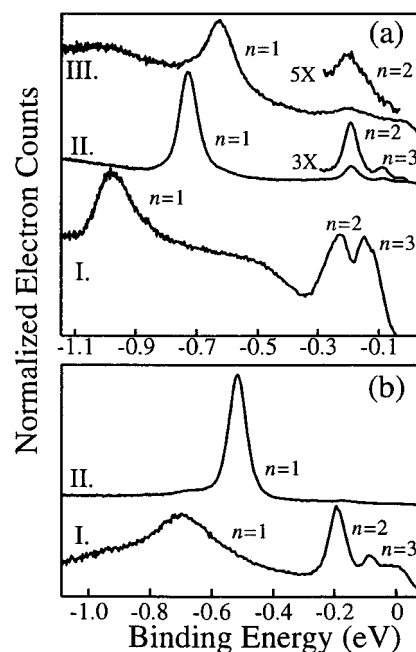 (a)
III.
n=1
5X
n=2
II.
n=1
3X
n=2
n=3
I.
n=1
n=2
n=3
-1.1 -0.9 -0.7 -0.5 -0.3 -0.1
Normalized Electron Counts
(b)
II.
n=1
I.
n=1
n=2
n=3
-1.0 -0.8 -0.6 -0.4 -0.2 0
Binding Energy (eV)